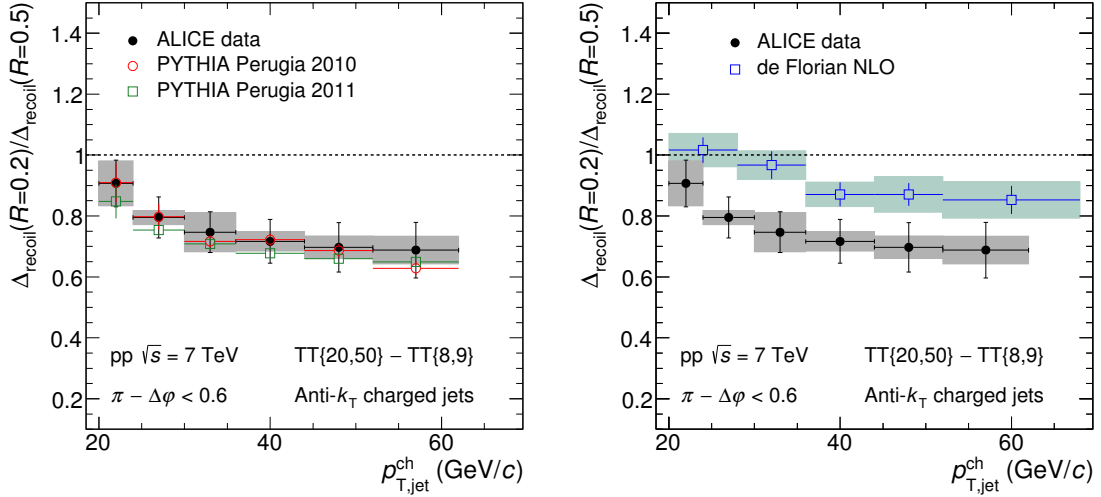 Δrecoil(R=0.2)/Δrecoil(R=0.5)
1.4
1.2
1
0.8
0.6
0.4
0.2
ALICE data
PYTHIA Perugia 2010
PYTHIA Perugia 2011
pp √s = 7 TeV
TT{20,50} − TT{8,9}
π − Δφ < 0.6
Anti-kT charged jets
20
40
60
p^ch_T,jet (GeV/c)
Δrecoil(R=0.2)/Δrecoil(R=0.5)
1.4
1.2
1
0.8
0.6
0.4
0.2
ALICE data
de Florian NLO
pp √s = 7 TeV
TT{20,50} − TT{8,9}
π − Δφ < 0.6
Anti-kT charged jets
20
40
60
p^ch_T,jet (GeV/c)